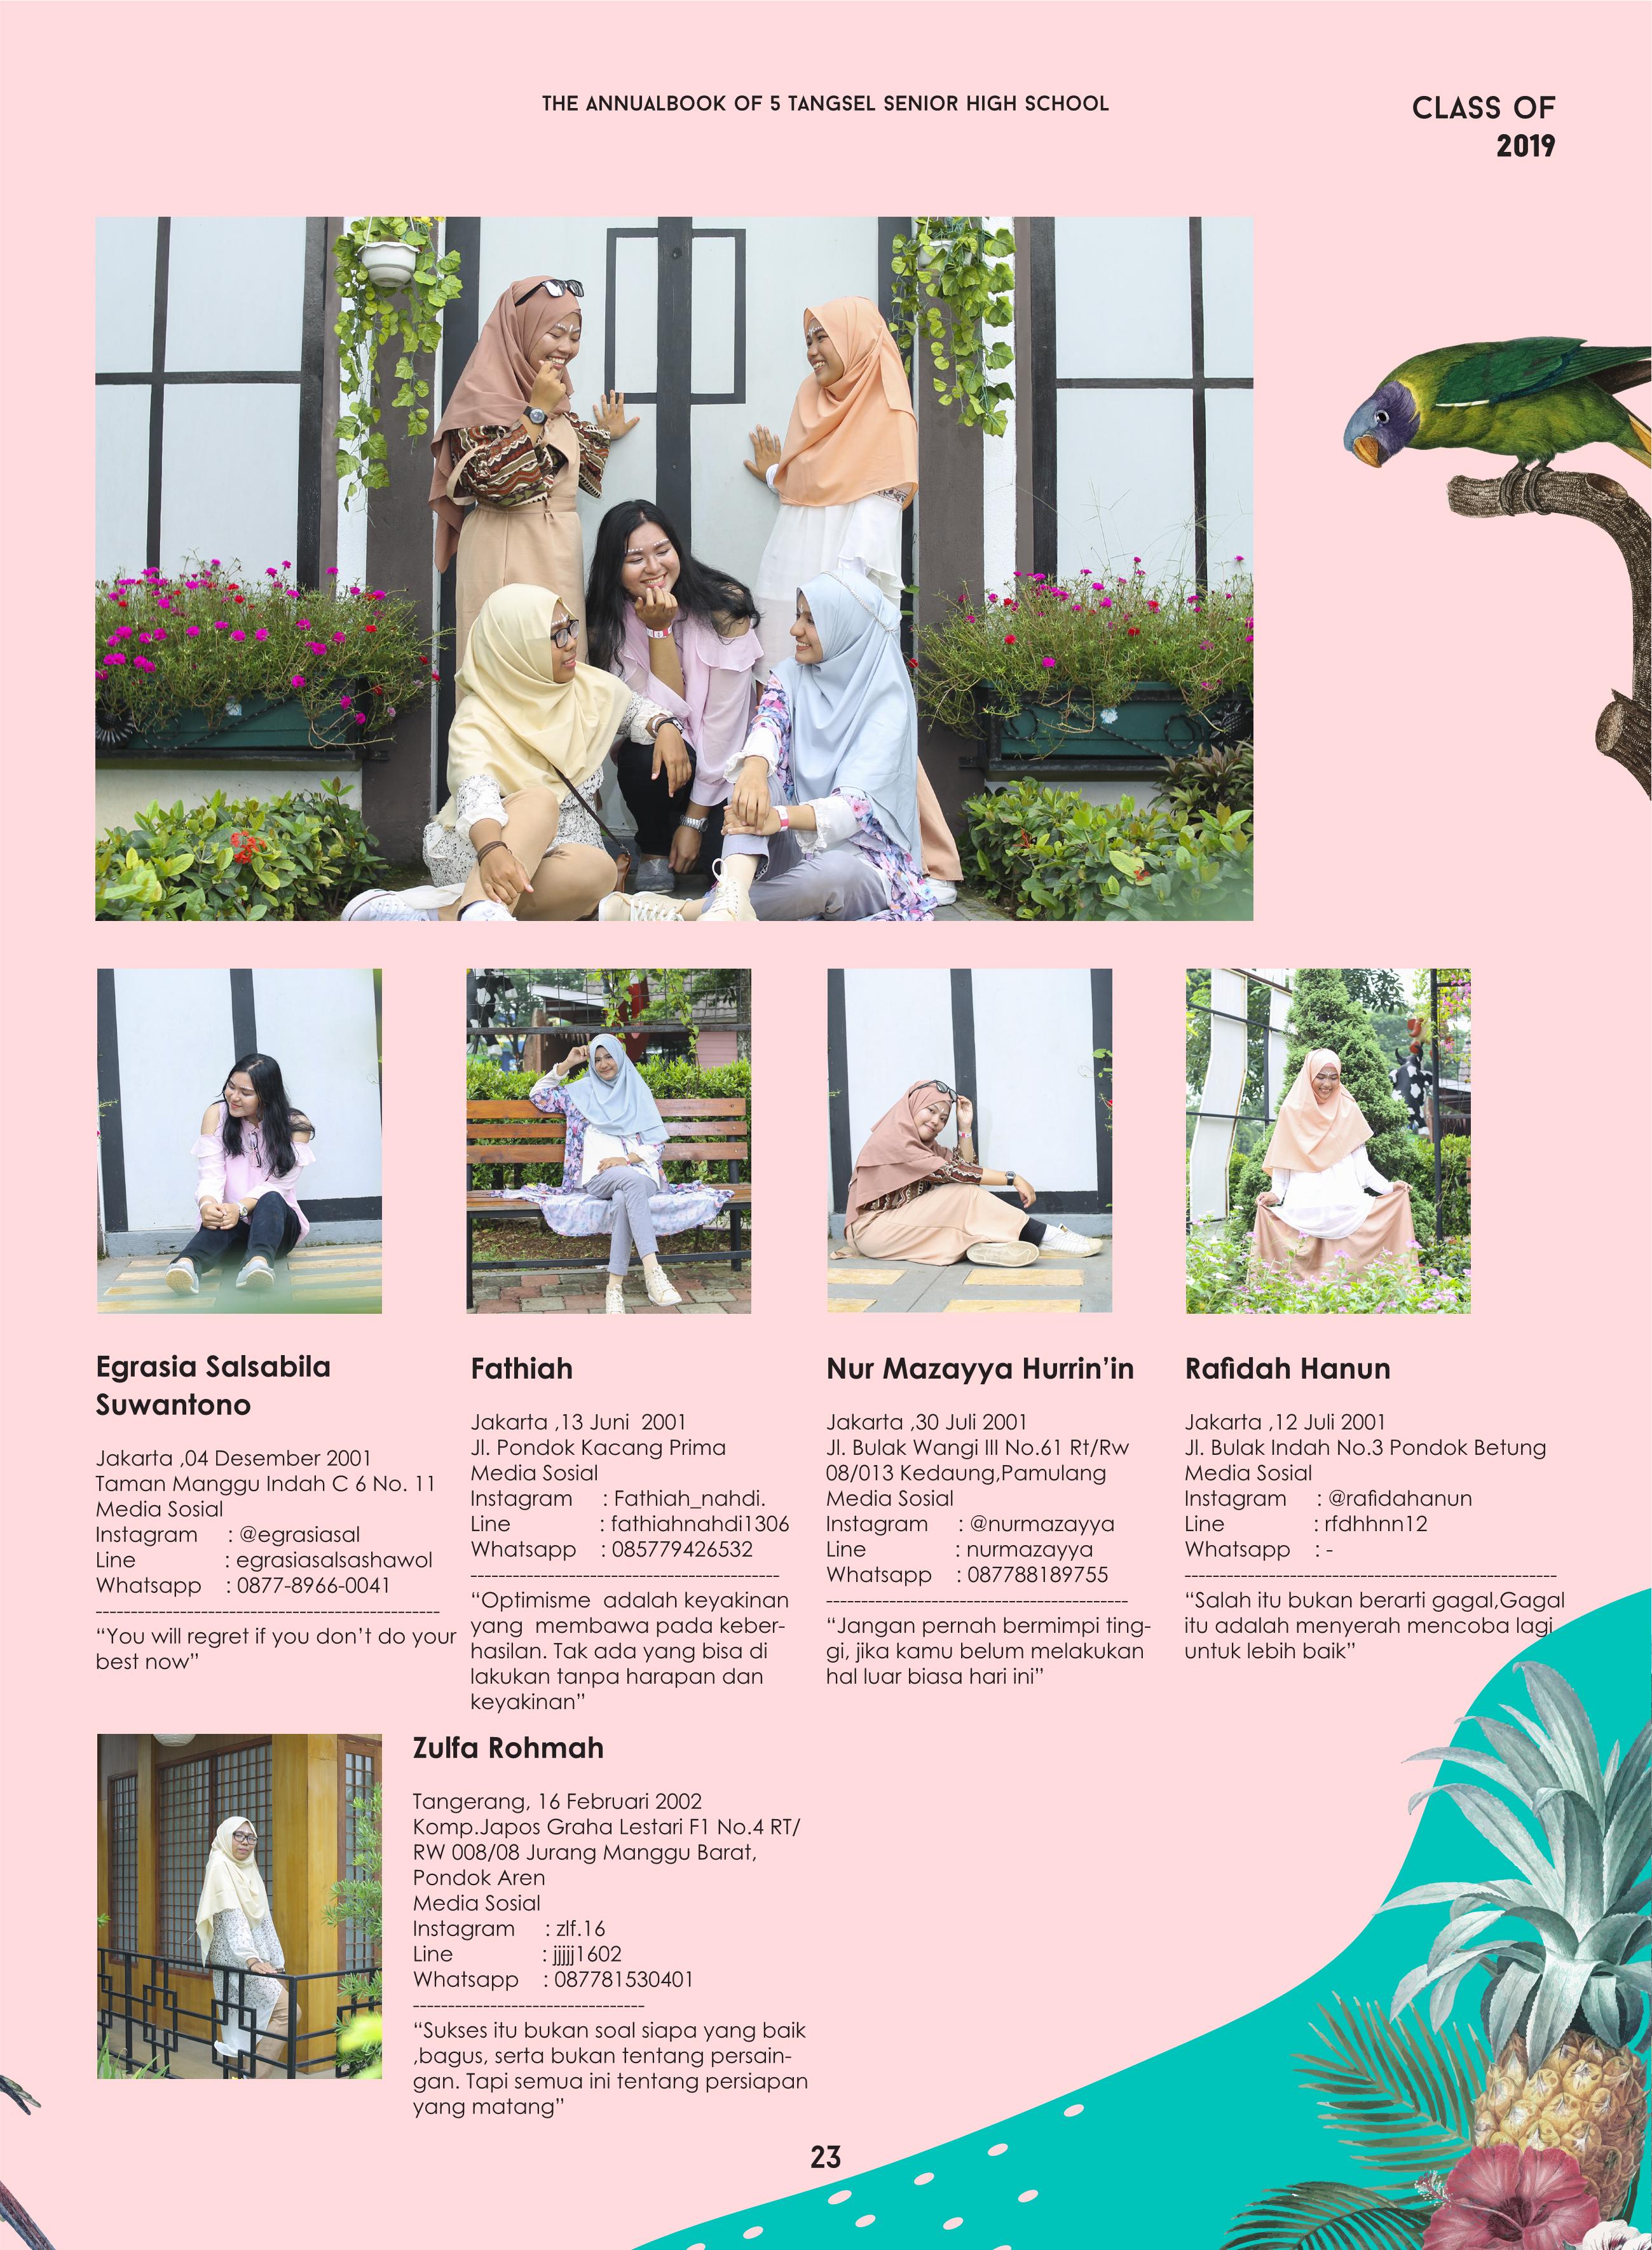 THE ANNUALBOOK OF 5 TANGSEL SENIOR HIGH SCHOOL
CLASS OF
2019
Egrasia Salsabila
Suwantono
Jakarta ,04 Desember 2001
Taman Manggu Indah C 6 No. 11
Media Sosial
Instagram : @egrasiasal
Line : egrasiasalsashawol
Whatsapp : 0877-8966-0041
-------------------------------------------------
“You will regret if you don’t do your
best now”
Fathiah
Jakarta ,13 Juni 2001
Jl. Pondok Kacang Prima
Media Sosial
Instagram : Fathiah_nahdi.
Line : fathiahnahdi1306
Whatsapp : 085779426532
--------------------------------------------
“Optimisme adalah keyakinan
yang membawa pada keber-
hasilan. Tak ada yang bisa di
lakukan tanpa harapan dan
keyakinan”
Nur Mazayya Hurrin’in
Jakarta ,30 Juli 2001
Jl. Bulak Wangi III No.61 Rt/Rw
08/013 Kedaung,Pamulang
Media Sosial
Instagram : @nurmazayya
Line : nurmazayya
Whatsapp : 087788189755
-------------------------------------------
“Jangan pernah bermimpi ting-
gi, jika kamu belum melakukan
hal luar biasa hari ini”
Rafidah Hanun
Jakarta ,12 Juli 2001
Jl. Bulak Indah No.3 Pondok Betung
Media Sosial
Instagram : @rafidahanun
Line : rfdhhnn12
Whatsapp : -
-----------------------------------------------------
“Salah itu bukan berarti gagal,Gagal
itu adalah menyerah mencoba lagi
untuk lebih baik”
Zulfa Rohmah
Tangerang, 16 Februari 2002
Komp.Japos Graha Lestari F1 No.4 RT/
RW 008/08 Jurang Manggu Barat,
Pondok Aren
Media Sosial
Instagram : zlf.16
Line : jjjjj1602
Whatsapp : 087781530401
---------------------------------
“Sukses itu bukan soal siapa yang baik
,bagus, serta bukan tentang persain-
gan. Tapi semua ini tentang persiapan
yang matang”
23